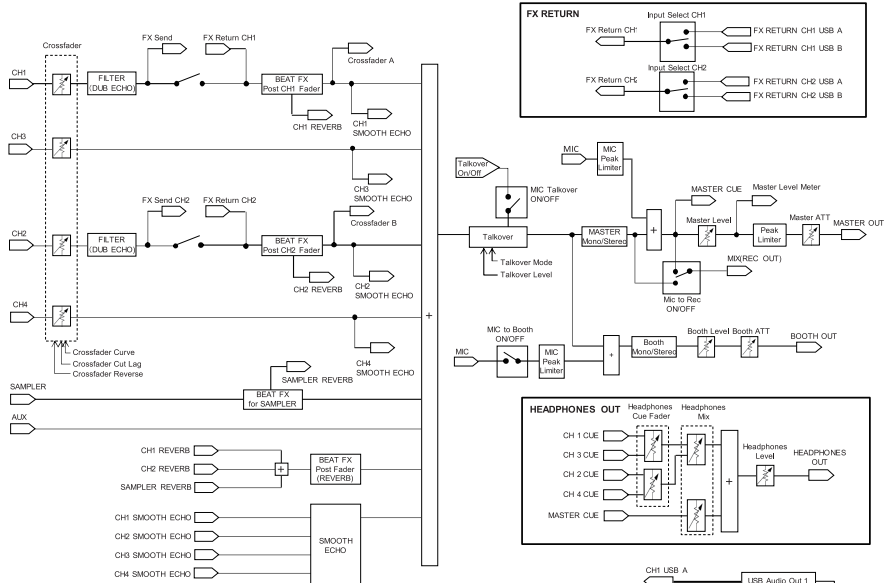 Crossfader
FX Send
FX Return CH1
Crossfader A
CH1
FILTER
(DUB ECHO)
BEAT FX
Post CH1 Fader
CH1 REVERB
CH1
SMOOTH ECHO
CH3
CH3
SMOOTH ECHO
FX Send CH2
FX Return CH2
Crossfader B
CH2
FILTER
(DUB ECHO)
BEAT FX
Post CH2 Fader
CH2 REVERB
CH2
SMOOTH ECHO
CH4
CH4
SMOOTH ECHO
Crossfader Curve
Crossfader Cut Lag
Crossfader Reverse
SAMPLER
SAMPLER REVERB
BEAT FX
for SAMPLER
AUX
CH1 REVERB
CH2 REVERB
SAMPLER REVERB
+
BEAT FX
Post Fader
(REVERB)
CH1 SMOOTH ECHO
CH2 SMOOTH ECHO
CH3 SMOOTH ECHO
CH4 SMOOTH ECHO
SMOOTH
ECHO
+
FX RETURN
Input Select CH1
FX Return CH1
FX RETURN CH1 USB A
FX RETURN CH1 USB B
Input Select CH2
FX Return CH2
FX RETURN CH2 USB A
FX RETURN CH2 USB B
Talkover
On/Off
MIC Talkover
ON/OFF
Talkover
Talkover Mode
Talkover Level
MIC
MIC
Peak
Limiter
MASTER
Mono/Stereo
+
MASTER CUE
Master Level Meter
Master Level
Peak
Limiter
Master ATT
MASTER OUT
MIX(REC OUT)
Mic to Rec
ON/OFF
MIC
MIC to Booth
ON/OFF
MIC
Peak
Limiter
+
Booth
Mono/Stereo
Booth Level
Booth ATT
BOOTH OUT
HEADPHONES OUT
Headphones
Cue Fader
Headphones
Mix
CH 1 CUE
CH 3 CUE
CH 2 CUE
CH 4 CUE
MASTER CUE
+
Headphones
Level
HEADPHONES
OUT
CH1 USB A
USB Audio Out 1